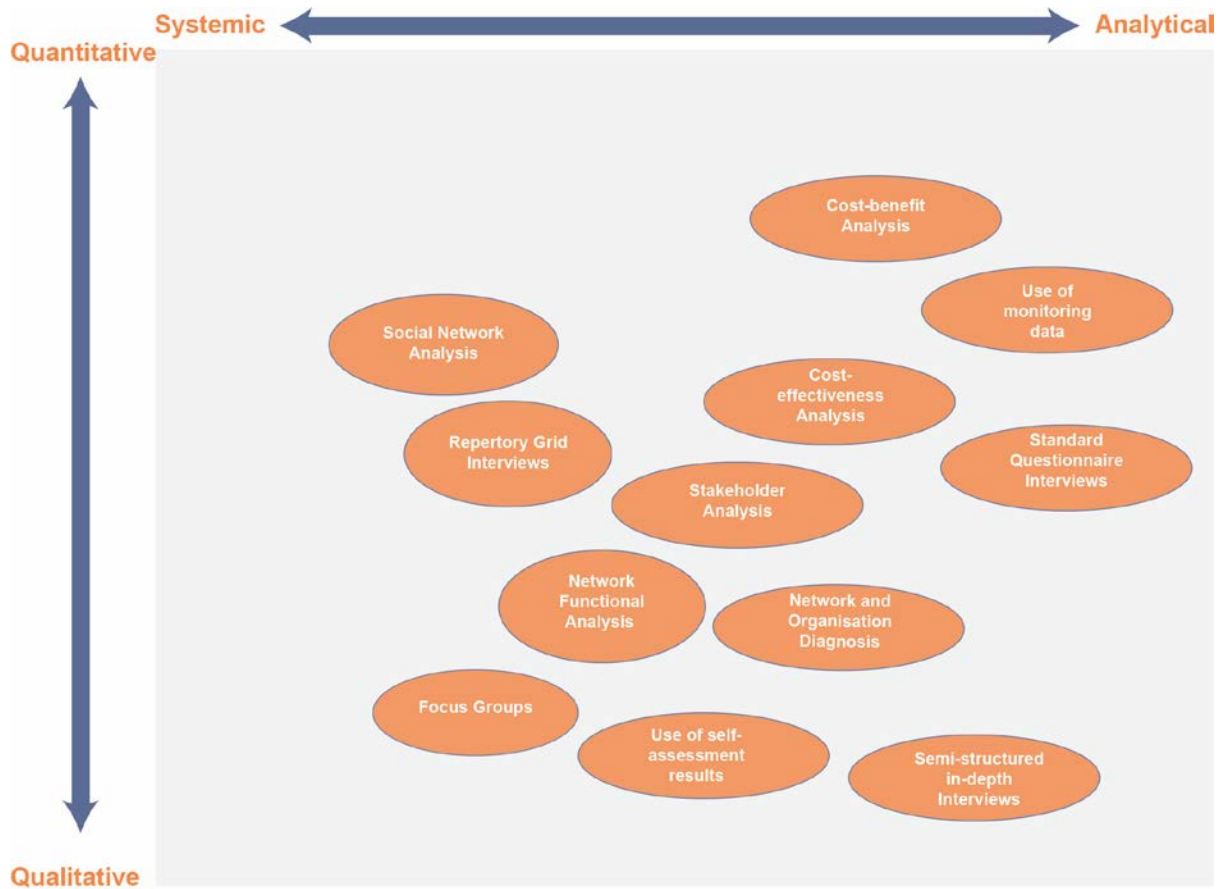 Systemic
Analytical
Quantitative
Cost-benefit
Analysis
Use of
monitoring
data
Social Network
Analysis
Cost-
effectiveness
Analysis
Repertory Grid
Interviews
Standard
Questionnaire
Interviews
Stakeholder
Analysis
Network
Functional
Analysis
Network and
Organisation
Diagnosis
Focus Groups
Use of self-
assessment
results
Semi-structured
in-depth
Interviews
Qualitative